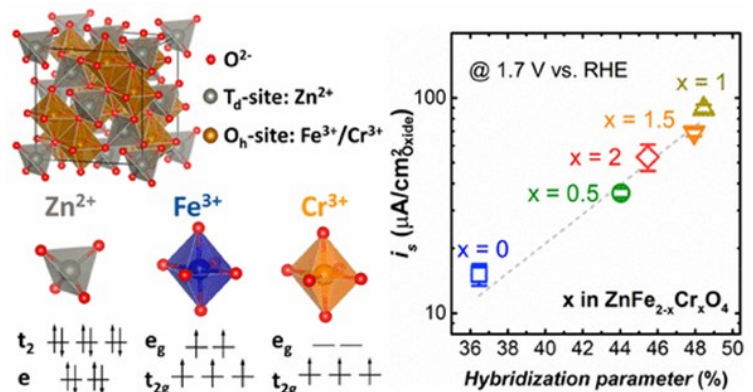 O²⁻
T_d-site: Zn²⁺
O_h-site: Fe³⁺/Cr³⁺
Zn²⁺
Fe³⁺
Cr³⁺
t₂
e_g
e_g
e
t₂g
t₂g
@ 1.7 V vs. RHE
x = 1
x = 1.5
x = 2
x = 0.5
x = 0
x in ZnFe₂₋ₓCrₓO₄
100
10
i_s (μA/cm²_Oxide)
36 38 40 42 44 46 48 50
Hybridization parameter (%)